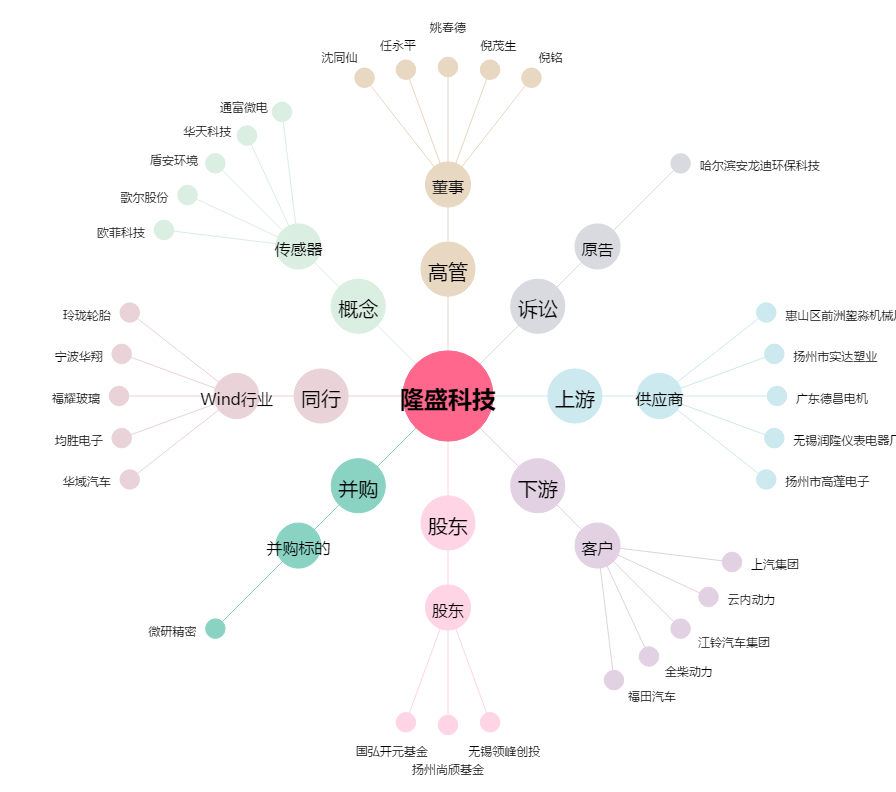 姚春德
任永平
倪茂生
沈同仙
倪铭
通富微电
华天科技
盾安环境
歌尔股份
欧菲科技
董事
哈尔滨安龙迪环保科技
传感器
原告
高管
概念
诉讼
玲珑轮胎
宁波华翔
福耀玻璃
均胜电子
华域汽车
Wind行业
同行
隆盛科技
上游
供应商
惠山区前洲鋆淼机械
扬州市实达塑业
广东德昌电机
无锡润隆仪表电器厂
扬州市高莲电子
并购
下游
股东
并购标的
客户
上汽集团
云内动力
江铃汽车集团
全柴动力
福田汽车
微研精密
股东
国弘开元基金
无锡领峰创投
扬州尚颀基金